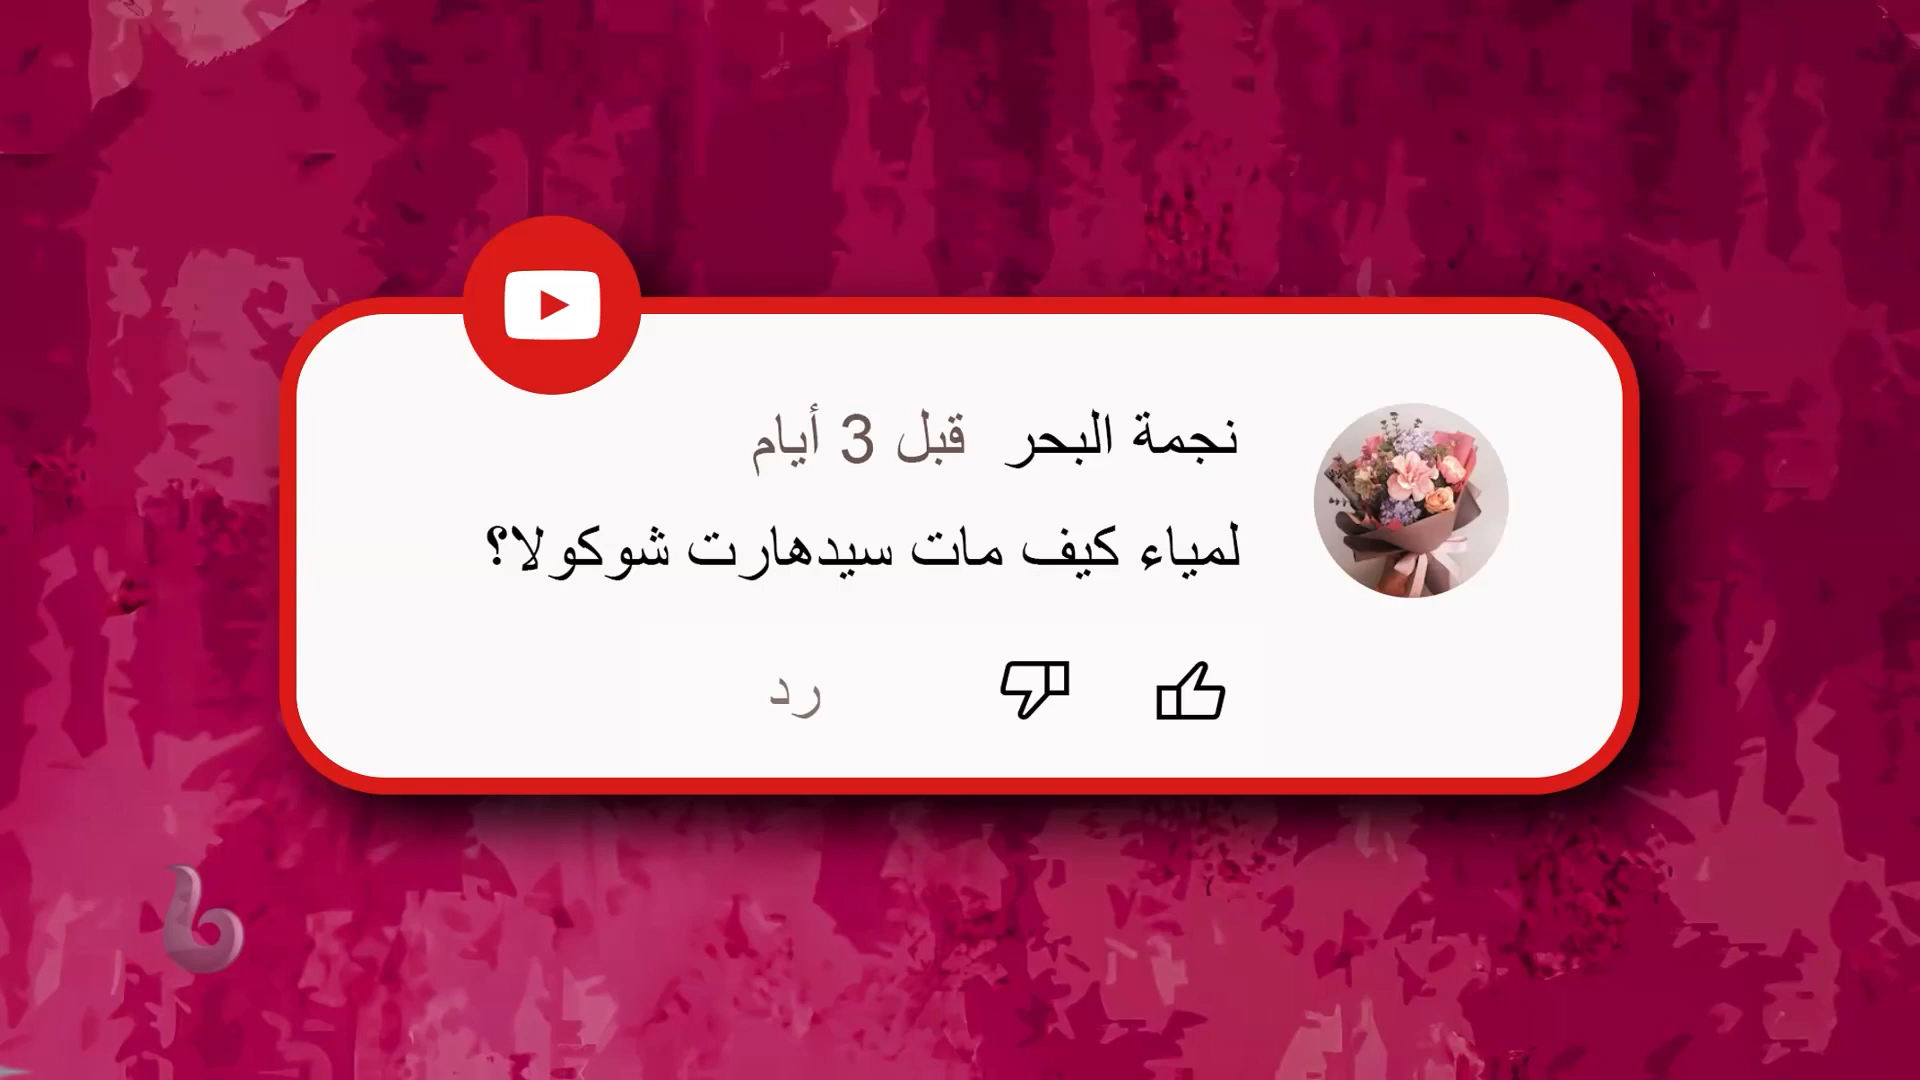 نجمة البحر قبل 3 أيام
لمياء كيف مات سيدهارت شوكولا؟
رد